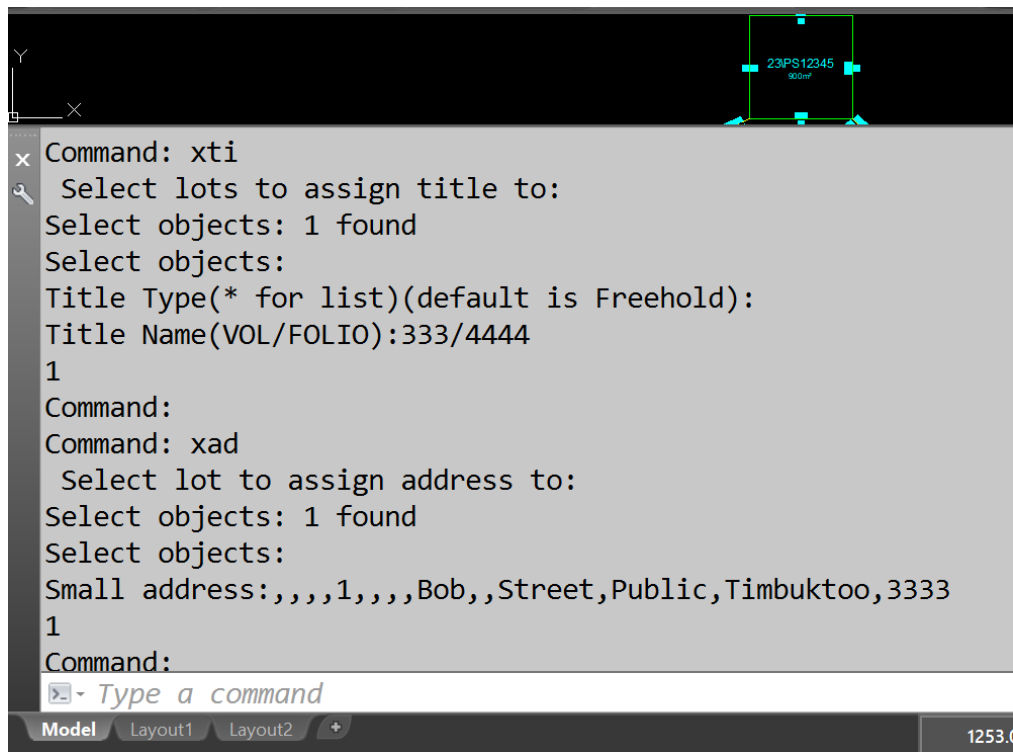 Y
23\PS12345
900m²
X
Command: xti
Select lots to assign title to:
Select objects: 1 found
Select objects:
Title Type(* for list)(default is Freehold):
Title Name(VOL/FOLIO):333/4444
1
Command:
Command: xad
Select lot to assign address to:
Select objects: 1 found
Select objects:
Small address:,,,,1,,,,Bob,,Street,Public,Timbuktoo,3333
1
Command:
Type a command
Model Layout1 Layout2 +
1253.0